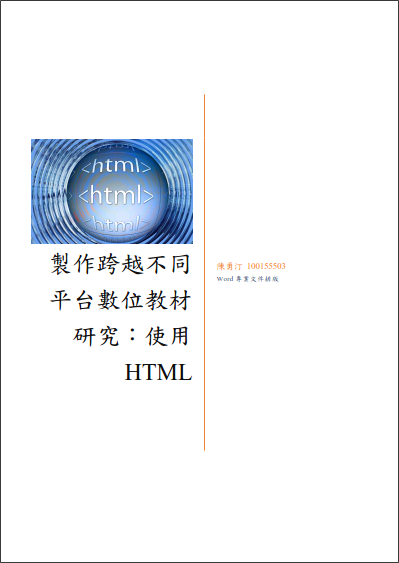 <html>
<html>
<html>
製作跨越不同
平台數位教材
研究：使用
HTML
陳勇汀 100155503
Word 專業文件排版